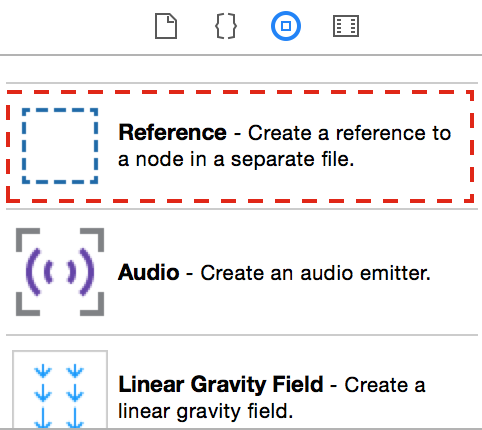 Reference - Create a reference to
a node in a separate file.
Audio - Create an audio emitter.
Linear Gravity Field - Create a
linear gravity field.